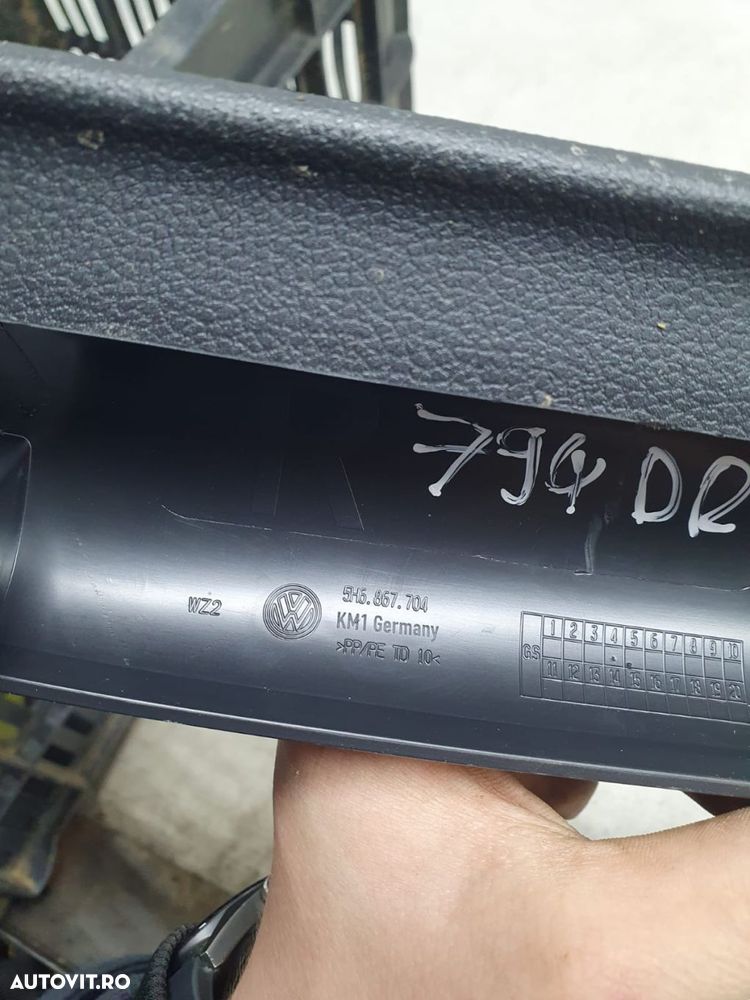 794 DR
WZ2
5H6.867.704
KM1 Germany
>PP/PE TD 10<
GS
1 2 3 4 5 6 7 8 9 10
11 12 13 14 15 16 17 18 19 20
AUTOVIT.RO